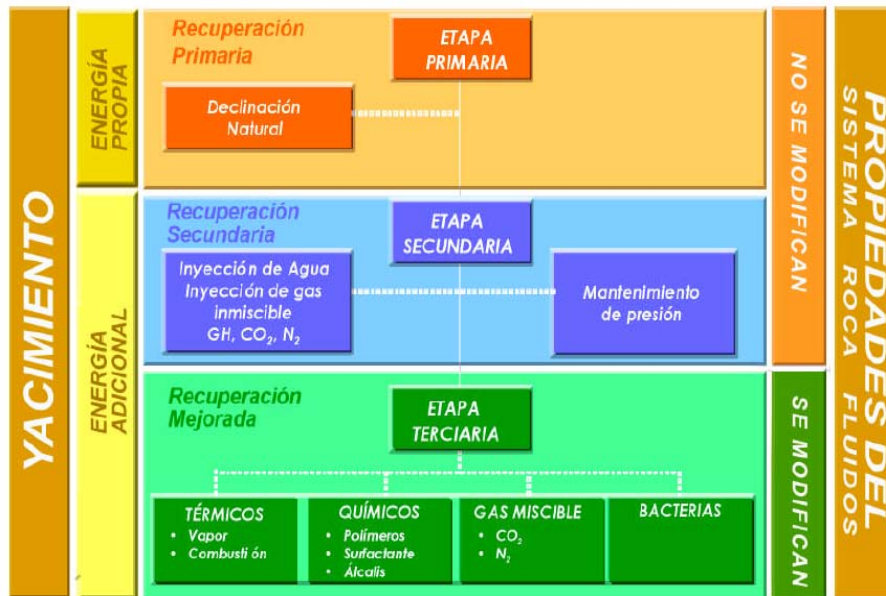 YACIMIENTO
ENERGÍA
PROPIA
Recuperación
Primaria
ETAPA
PRIMARIA
Declinación
Natural
ENERGÍA
ADICIONAL
Recuperación
Secundaria
ETAPA
SECUNDARIA
Inyección de Agua
Inyección de gas
inmiscible
GH, CO₂, N₂
Mantenimiento
de presión
Recuperación
Mejorada
ETAPA
TERCIARIA
TÉRMICOS
• Vapor
• Combustión
QUÍMICOS
• Polímeros
• Surfactante
• Álcalis
GAS MISCIBLE
• CO₂
• N₂
BACTERIAS
NO SE MODIFICAN
SE MODIFICAN
PROPIEDADES DEL
SISTEMA ROCA FLUIDOS